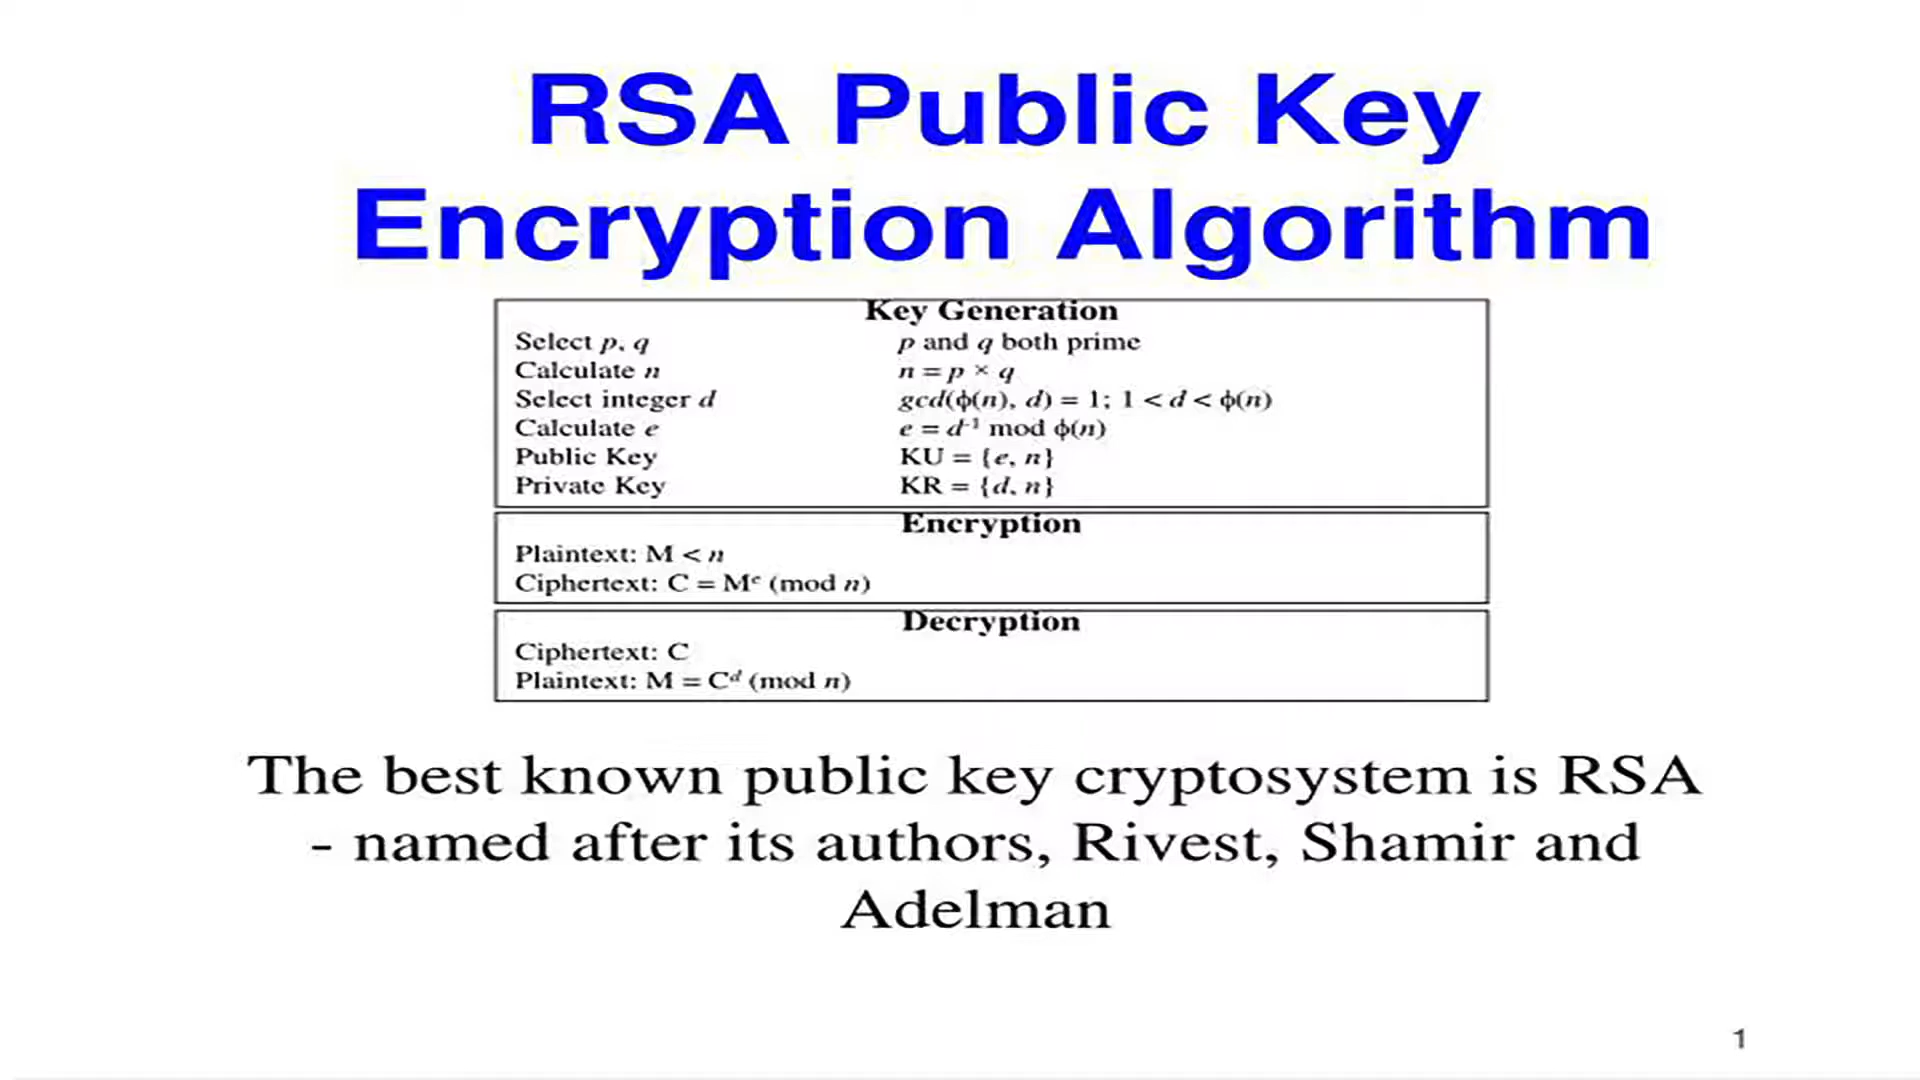 RSA Public Key
Encryption Algorithm
Key Generation
Select p, q p and q both prime
Calculate n n = p × q
Select integer d gcd(ϕ(n), d) = 1; 1 < d < ϕ(n)
Calculate e e = d⁻¹ mod ϕ(n)
Public Key KU = {e, n}
Private Key KR = {d, n}
Encryption
Plaintext: M < n
Ciphertext: C = Mᵉ (mod n)
Decryption
Ciphertext: C
Plaintext: M = Cᵈ (mod n)
The best known public key cryptosystem is RSA
- named after its authors, Rivest, Shamir and
Adelman
1